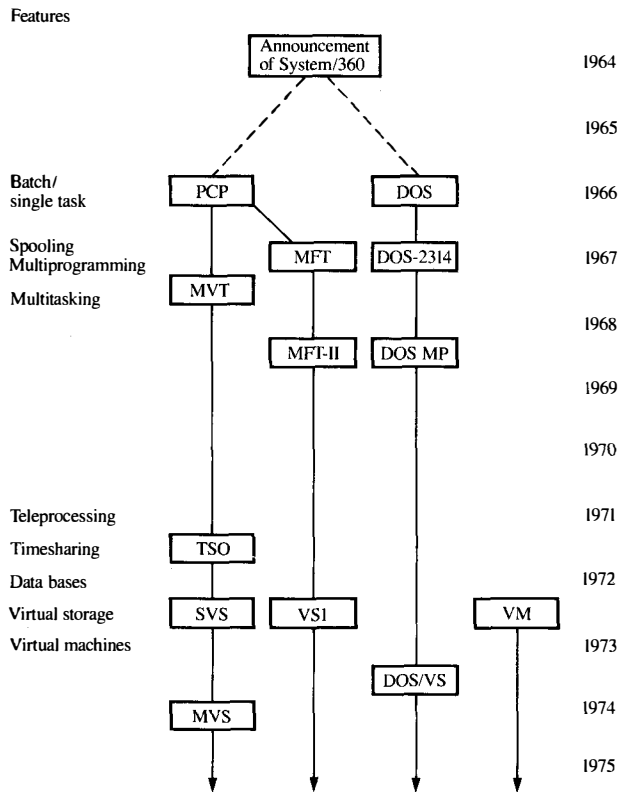 Features
Announcement
of System/360
1964
1965
Batch/
single task
PCP
DOS
1966
Spooling
Multiprogramming
MFT
DOS-2314
1967
Multitasking
MVT
1968
MFT-II
DOS MP
1969
1970
Teleprocessing
1971
Timesharing
TSO
Data bases
1972
Virtual storage
SVS
VS1
VM
Virtual machines
1973
DOS/VS
MVS
1974
1975